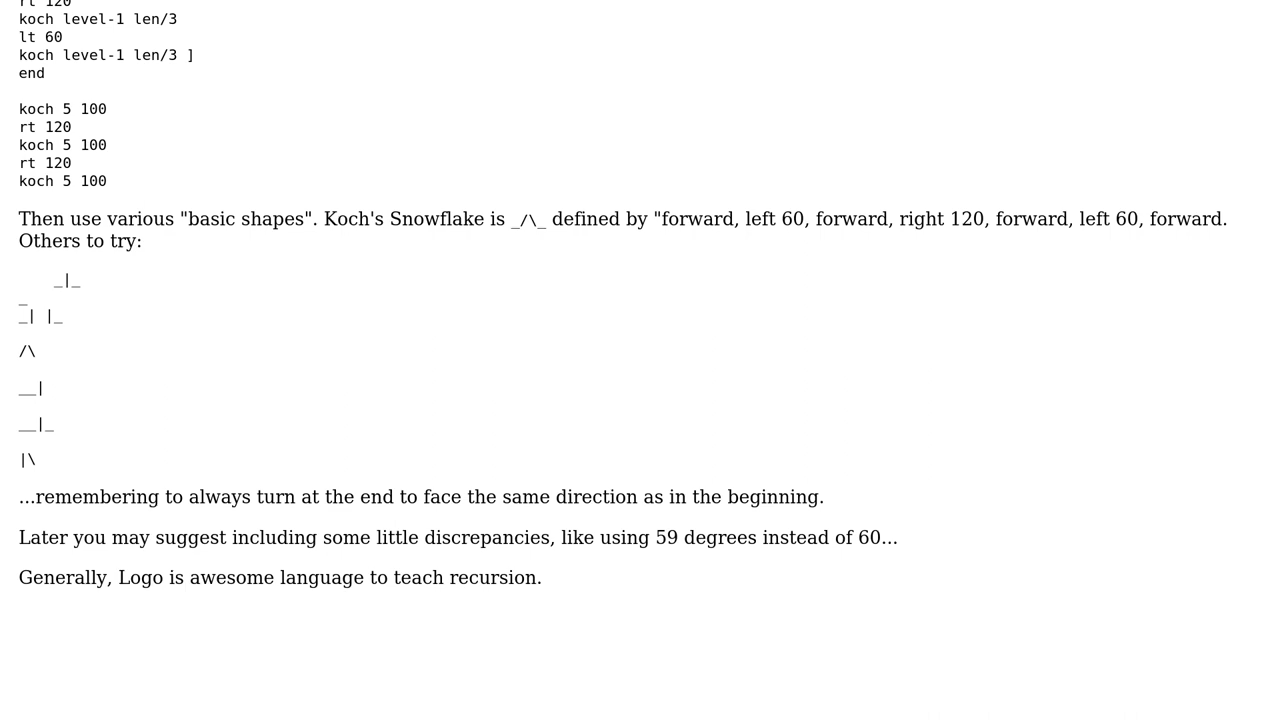 rt 120
koch level-1 len/3
lt 60
koch level-1 len/3 ]
end
koch 5 100
rt 120
koch 5 100
rt 120
koch 5 100
Then use various "basic shapes". Koch's Snowflake is _/\_ defined by "forward, left 60, forward, right 120, forward, left 60, forward.
Others to try:
    _|_
_
_| |_
/\
__|
__|_
|\
...remembering to always turn at the end to face the same direction as in the beginning.
Later you may suggest including some little discrepancies, like using 59 degrees instead of 60...
Generally, Logo is awesome language to teach recursion.